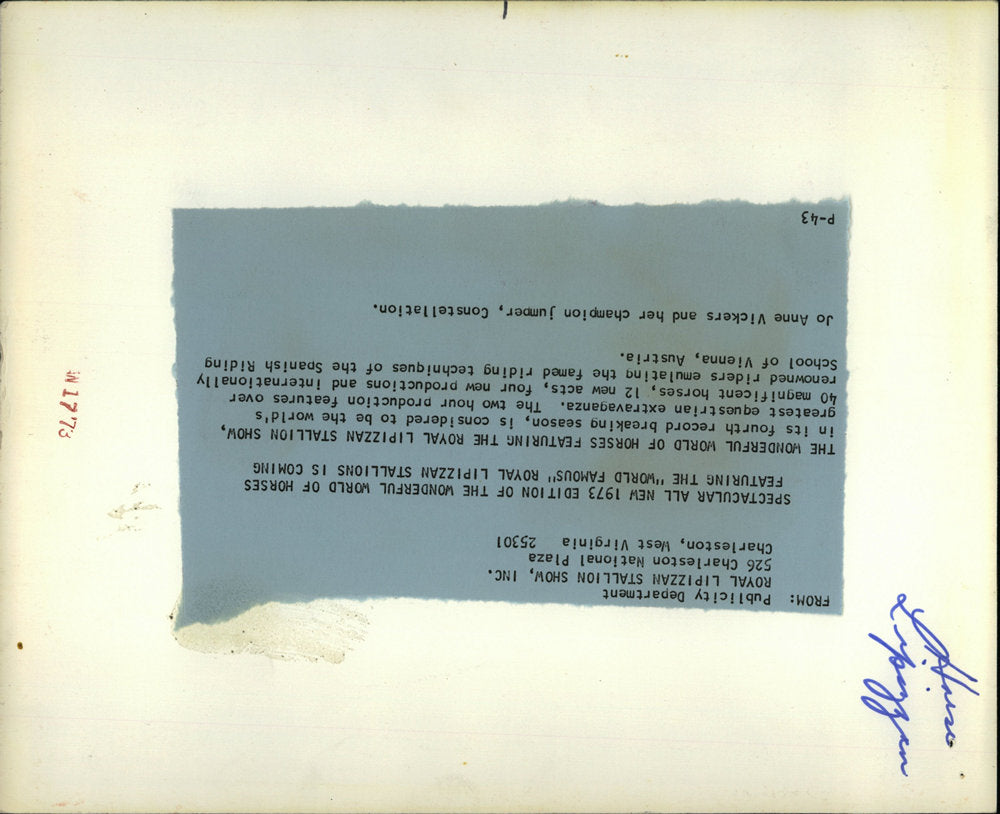 FROM: Publicity Department
ROYAL LIPIZZAN STALLION SHOW, INC.
526 Charleston National Plaza
Charleston, West Virginia 25301
SPECTACULAR ALL NEW 1973 EDITION OF THE WONDERFUL WORLD OF HORSES
FEATURING THE "WORLD FAMOUS" ROYAL LIPIZZAN STALLIONS IS COMING
THE WONDERFUL WORLD OF HORSES FEATURING THE ROYAL LIPIZZAN STALLION SHOW,
in its fourth record breaking season, is considered to be the world's
greatest equestrian extravaganza. The two hour production features over
40 magnificent horses, 12 new acts, four new productions and internationally
renowned riders emulating the famed riding techniques of the Spanish Riding
School of Vienna, Austria.
Jo Anne Vickers and her champion jumper, Constellation.
P-43
17 '73
Lipizzan